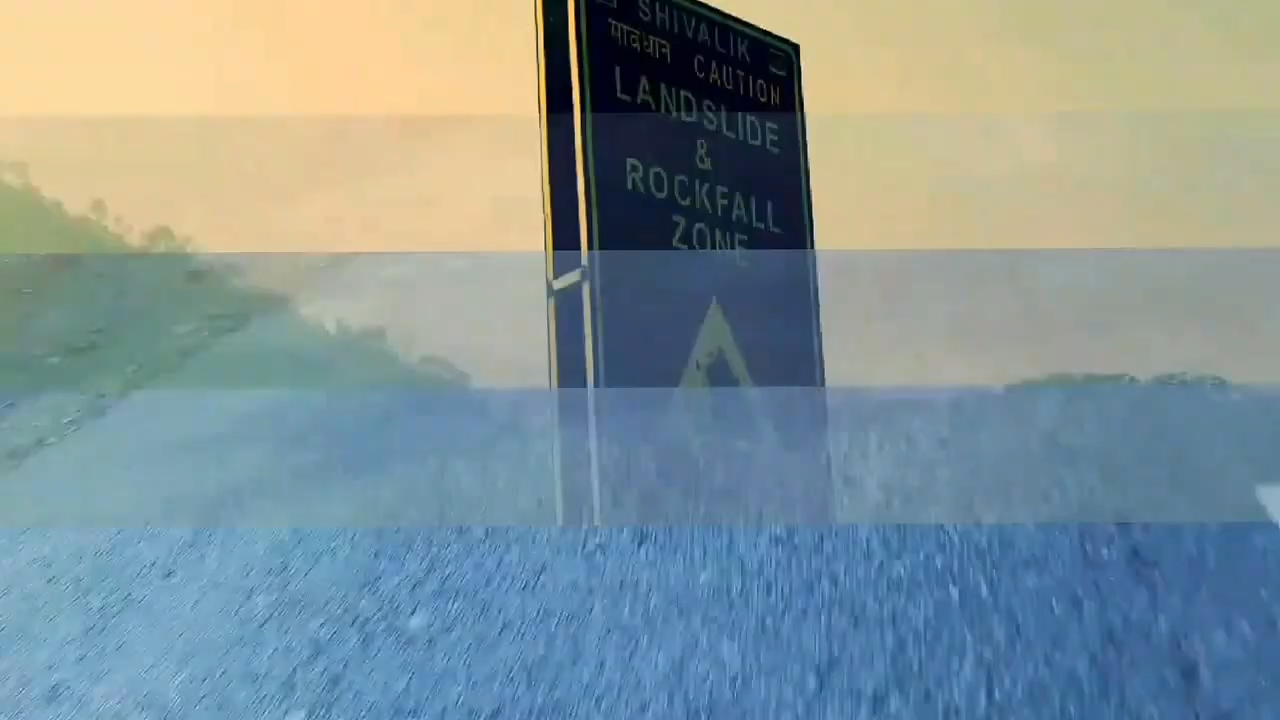 SHIVALIK
सावधान CAUTION
LANDSLIDE
&
ROCKFALL
ZONE